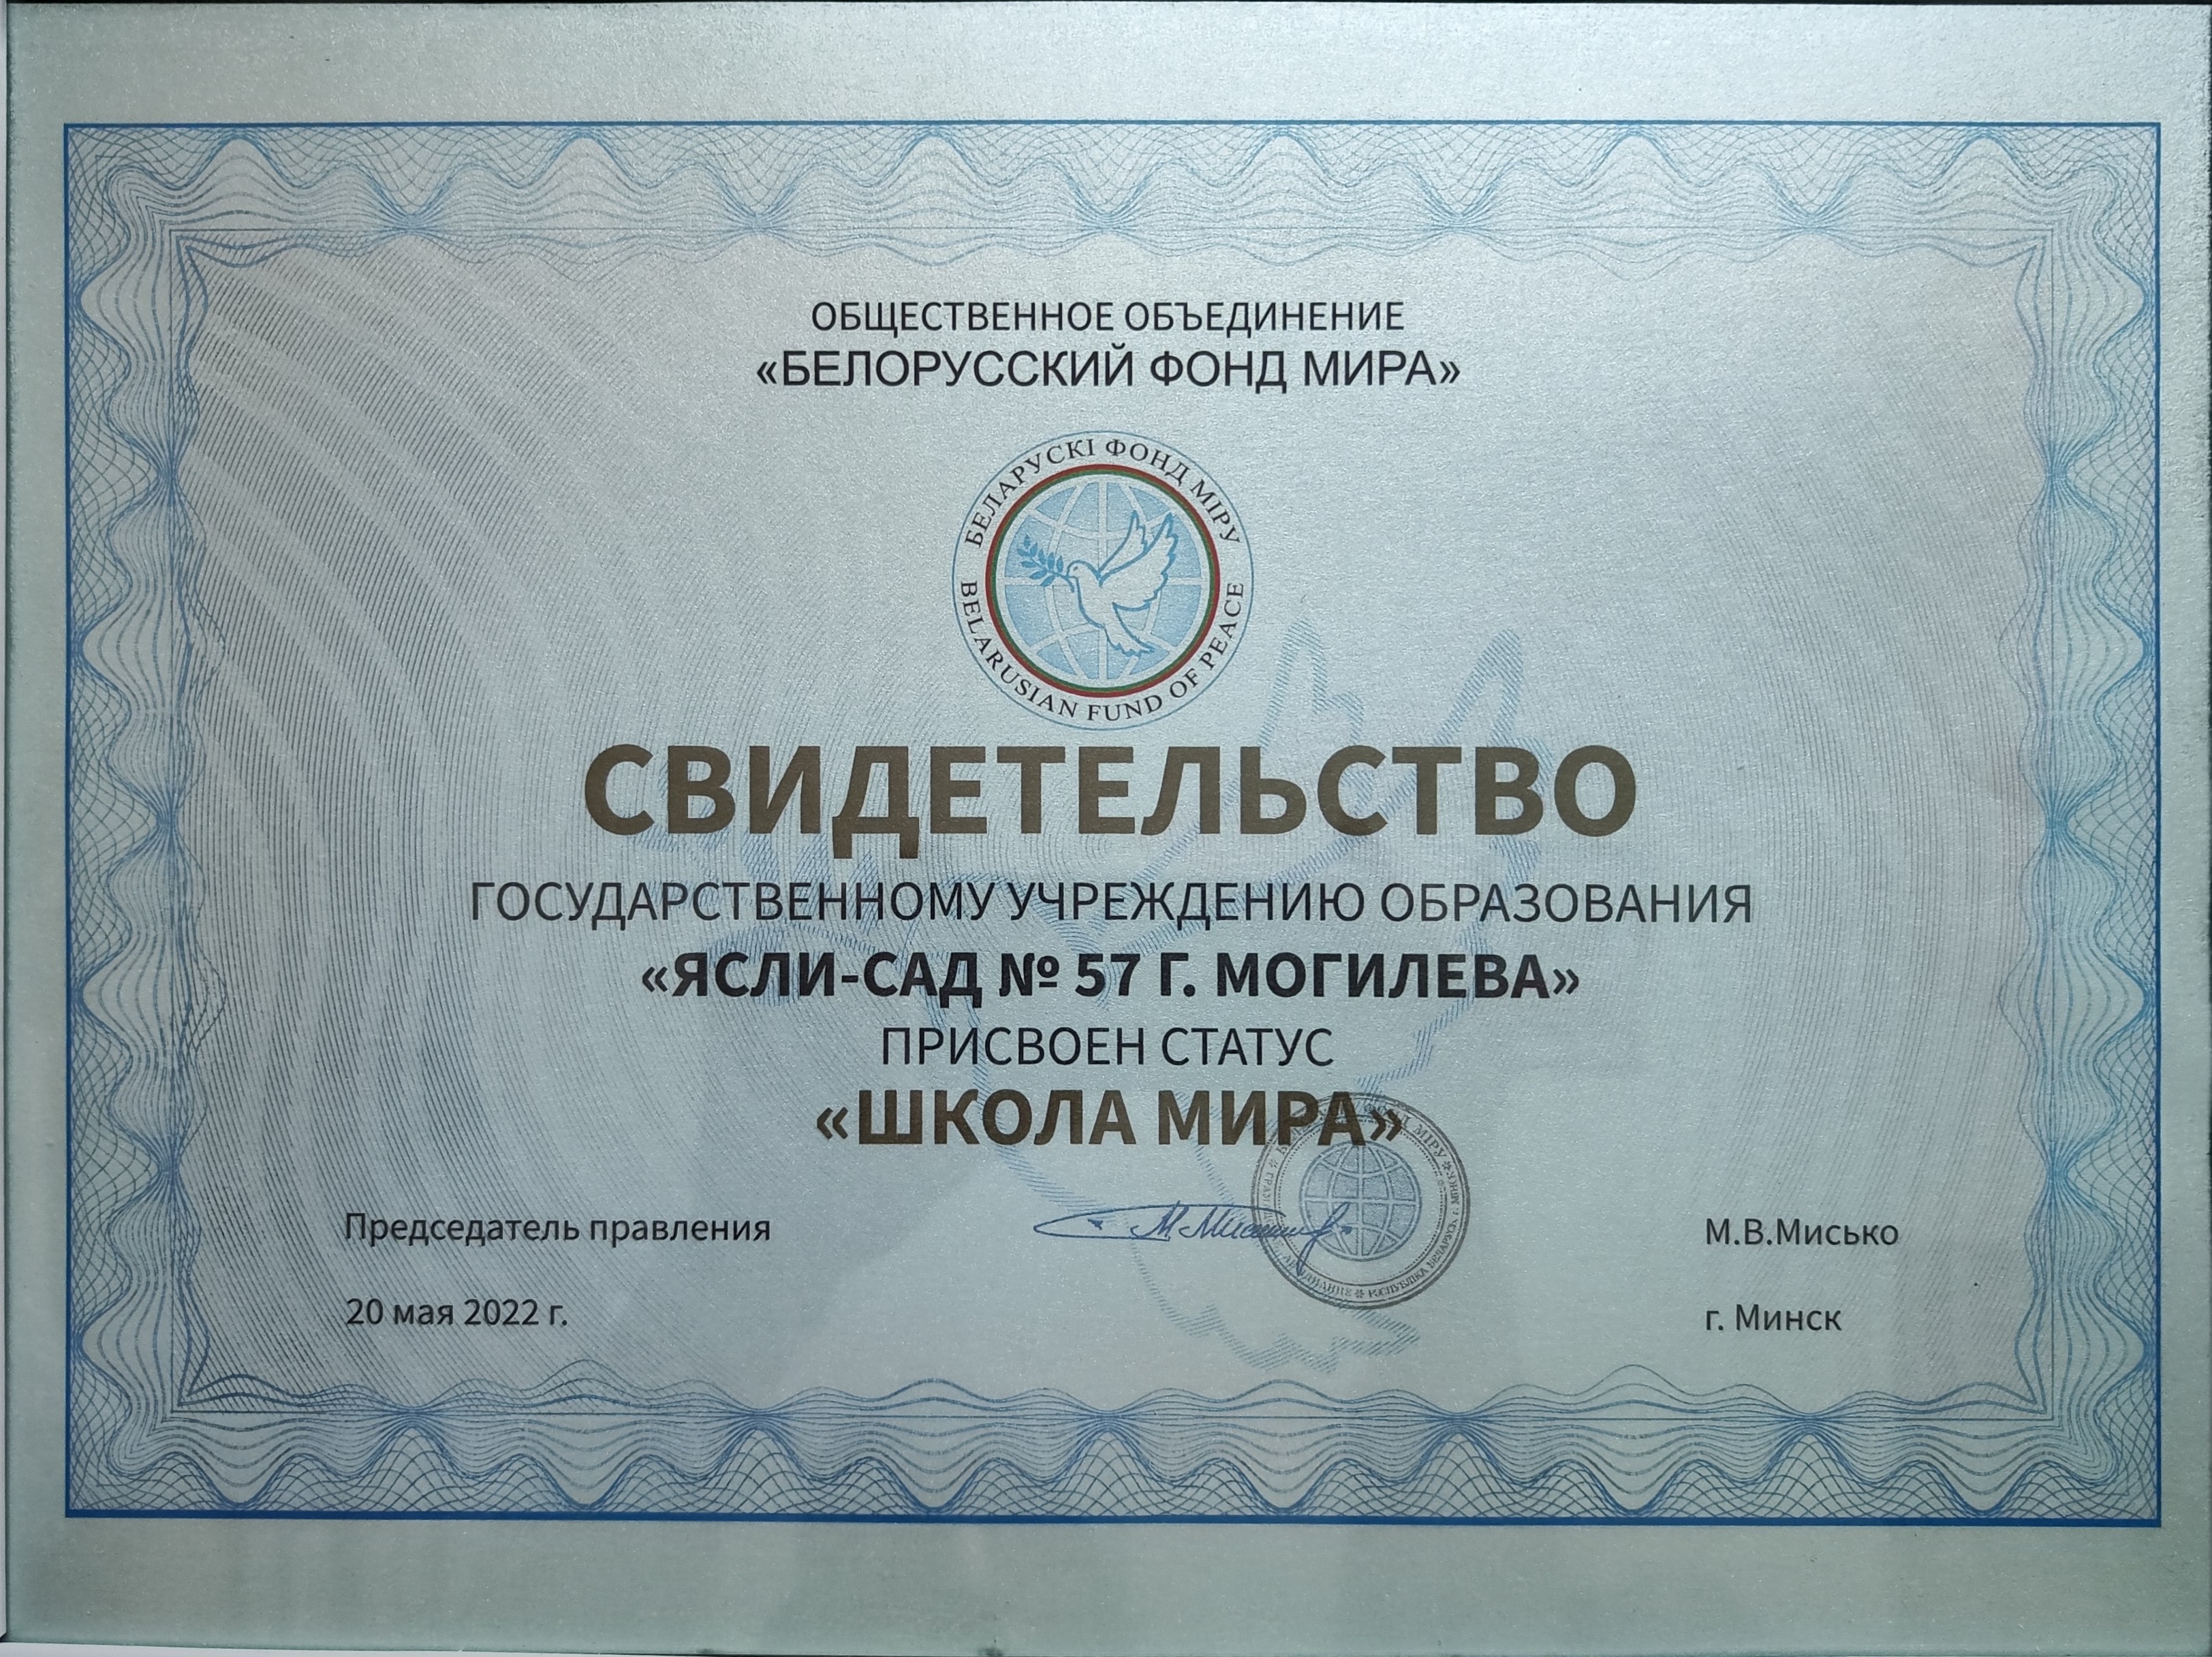 ОБЩЕСТВЕННОЕ ОБЪЕДИНЕНИЕ
«БЕЛОРУССКИЙ ФОНД МИРА»
БЕЛАРУСКІ ФОНД МІРУ
BELARUSIAN FUND OF PEACE
СВИДЕТЕЛЬСТВО
ГОСУДАРСТВЕННОМУ УЧРЕЖДЕНИЮ ОБРАЗОВАНИЯ
«ЯСЛИ-САД № 57 Г. МОГИЛЕВА»
ПРИСВОЕН СТАТУС
«ШКОЛА МИРА»
Председатель правления
М.В.Мисько
20 мая 2022 г.
г. Минск